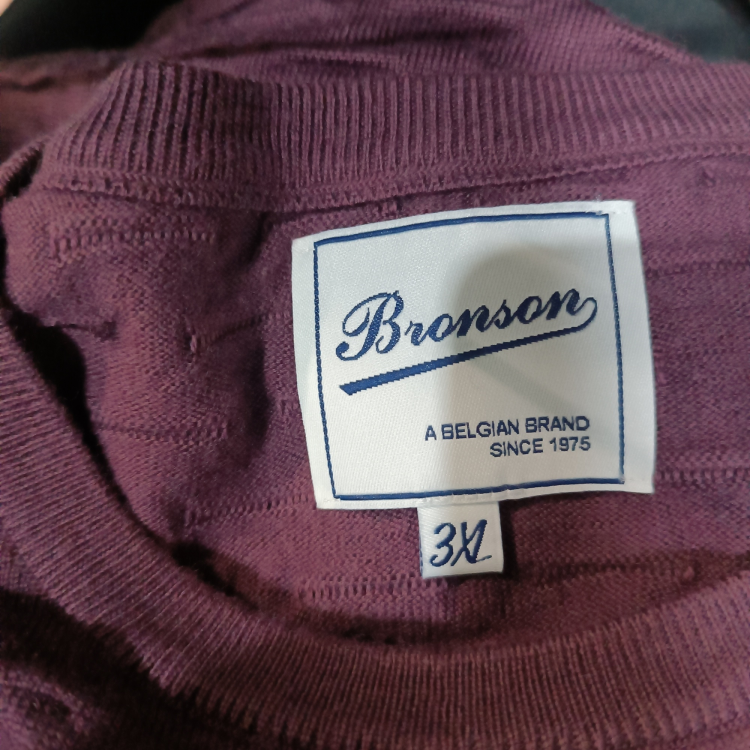 Bronson
A BELGIAN BRAND
SINCE 1975
3XL